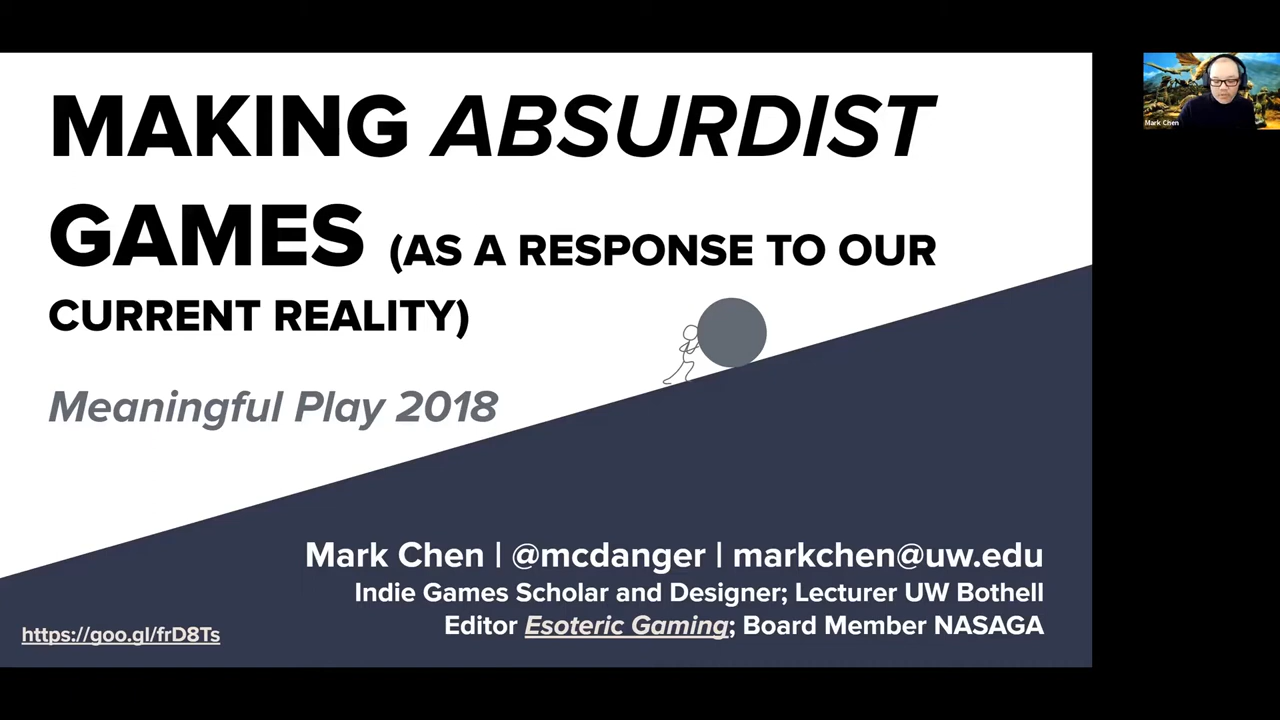 MAKING ABSURDIST
GAMES (AS A RESPONSE TO OUR
CURRENT REALITY)
Meaningful Play 2018
Mark Chen | @mcdanger | markchen@uw.edu
Indie Games Scholar and Designer; Lecturer UW Bothell
Editor Esoteric Gaming; Board Member NASAGA
https://goo.gl/frD8Ts
Mark Chen